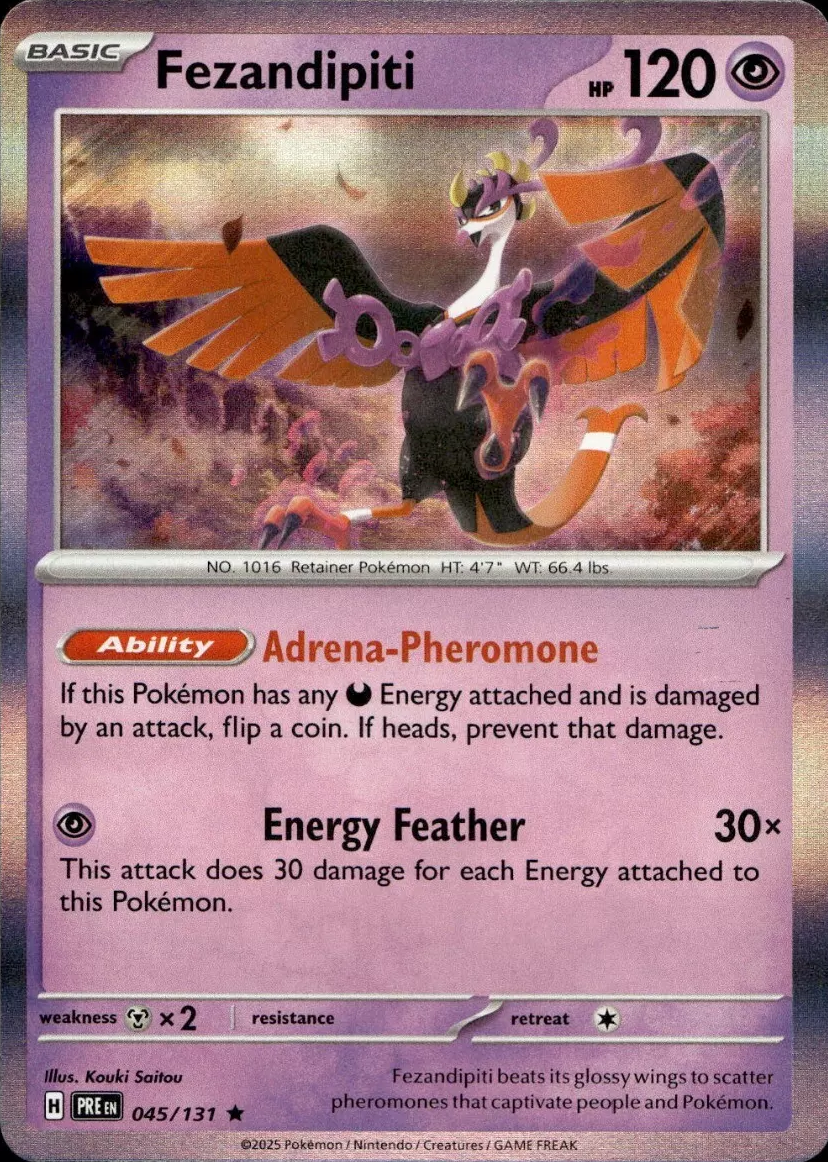 BASIC
Fezandipiti HP 120
NO. 1016 Retainer Pokémon HT: 4'7" WT: 66.4 lbs.
Ability Adrena-Pheromone
If this Pokémon has any Energy attached and is damaged
by an attack, flip a coin. If heads, prevent that damage.
Energy Feather 30×
This attack does 30 damage for each Energy attached to
this Pokémon.
weakness ×2 resistance retreat
Illus. Kouki Saitou
Fezandipiti beats its glossy wings to scatter
pheromones that captivate people and Pokémon.
H PRE EN 045/131 ★
©2025 Pokémon / Nintendo / Creatures / GAME FREAK